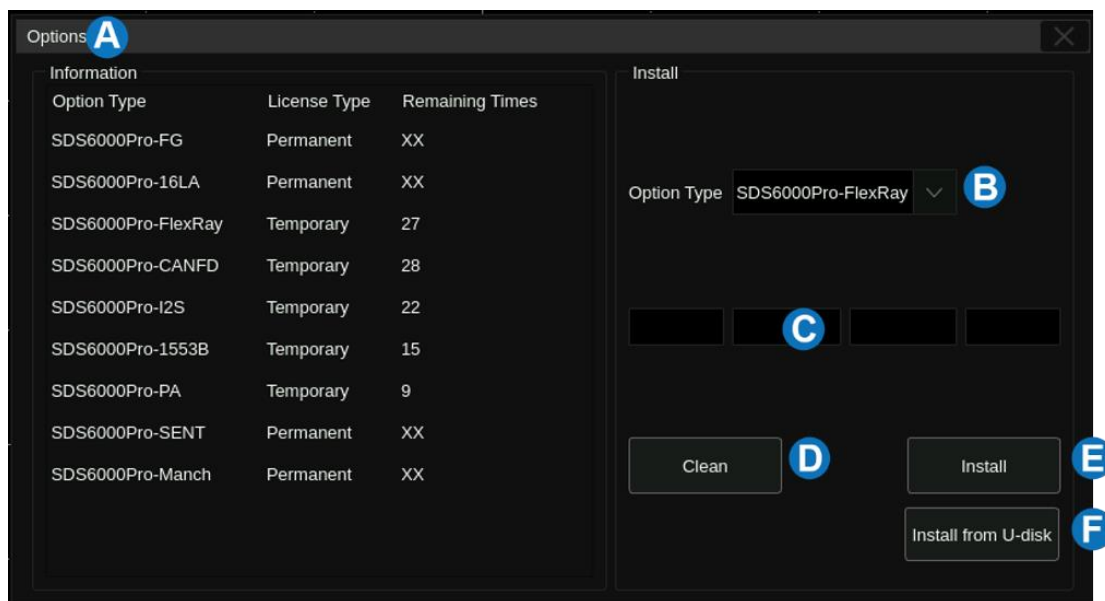 Options A
Information
Option Type License Type Remaining Times
SDS6000Pro-FG Permanent XX
SDS6000Pro-16LA Permanent XX
SDS6000Pro-FlexRay Temporary 27
SDS6000Pro-CANFD Temporary 28
SDS6000Pro-I2S Temporary 22
SDS6000Pro-1553B Temporary 15
SDS6000Pro-PA Temporary 9
SDS6000Pro-SENT Permanent XX
SDS6000Pro-Manch Permanent XX
Install
Option Type SDS6000Pro-FlexRay B
C
Clean D Install E
Install from U-disk F